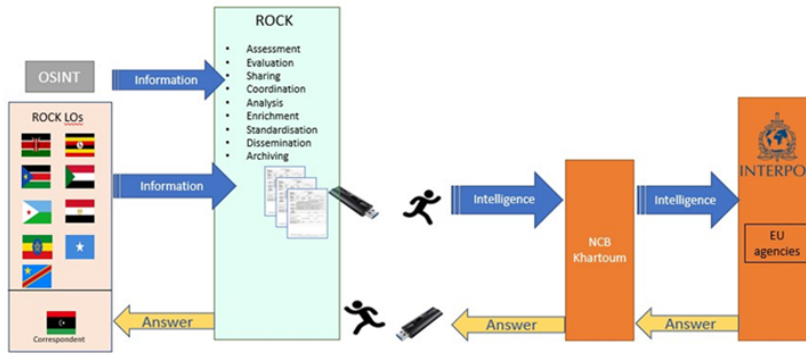 OSINT
ROCK LOs
Correspondent
Information
Information
Answer
ROCK
• Assessment
• Evaluation
• Sharing
• Coordination
• Analysis
• Enrichment
• Standardisation
• Dissemination
• Archiving
Intelligence
Answer
NCB
Khartoum
Intelligence
Answer
INTERPO
EU
agencies